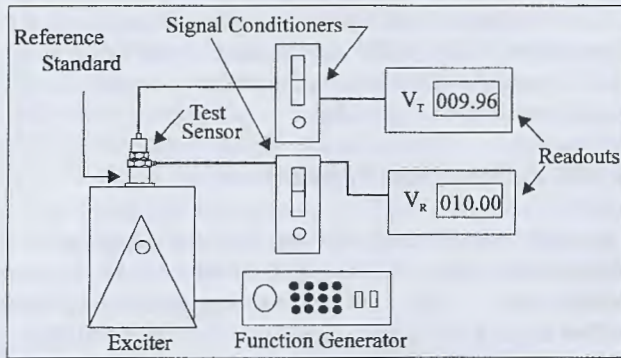 Signal Conditioners
Reference
Standard
Test
Sensor
V_T 009.96
Readouts
V_R 010.00
Exciter
Function Generator